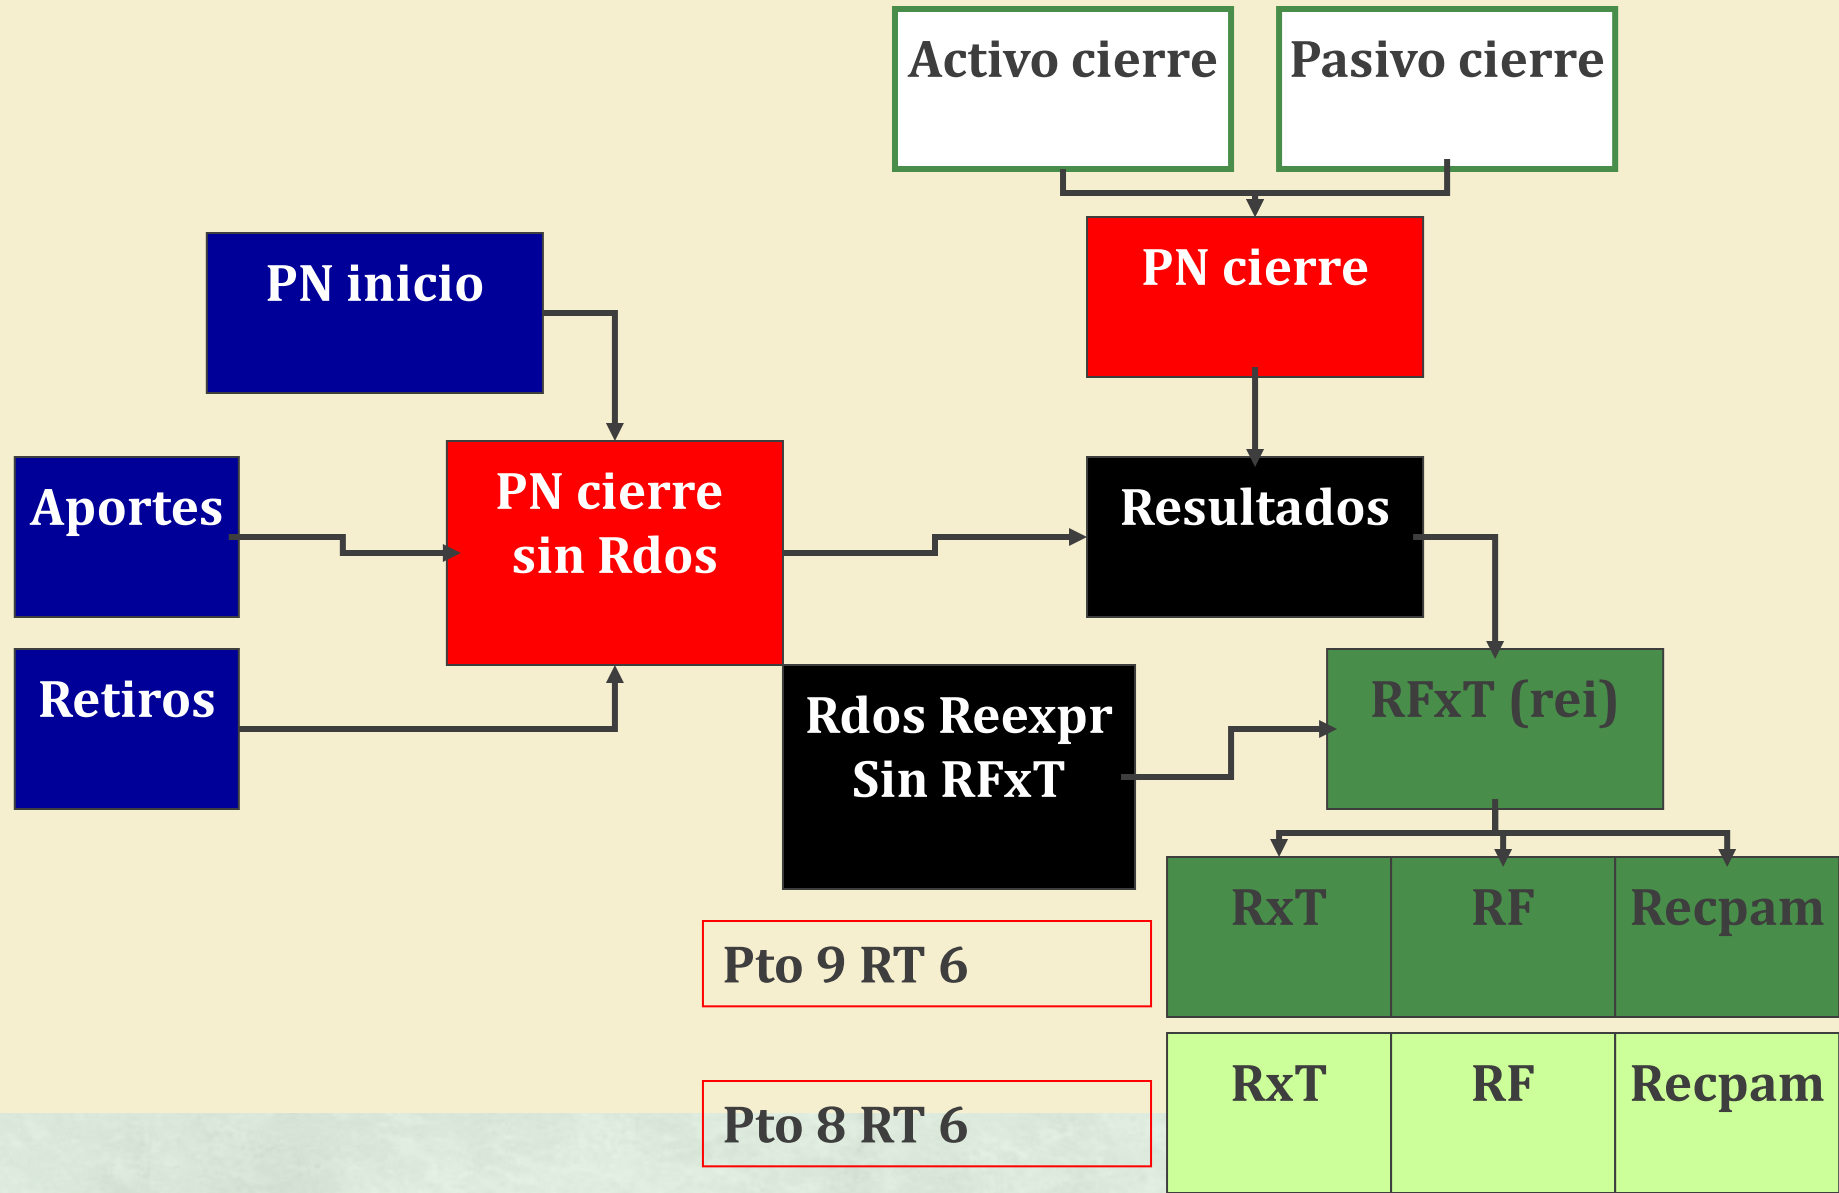 Activo cierre
Pasivo cierre
PN inicio
PN cierre
Aportes
PN cierre
sin Rdos
Resultados
Retiros
Rdos Reexpr
Sin RFxT
RFxT (rei)
RxT
RF
Recpam
Pto 9 RT 6
RxT
RF
Recpam
Pto 8 RT 6